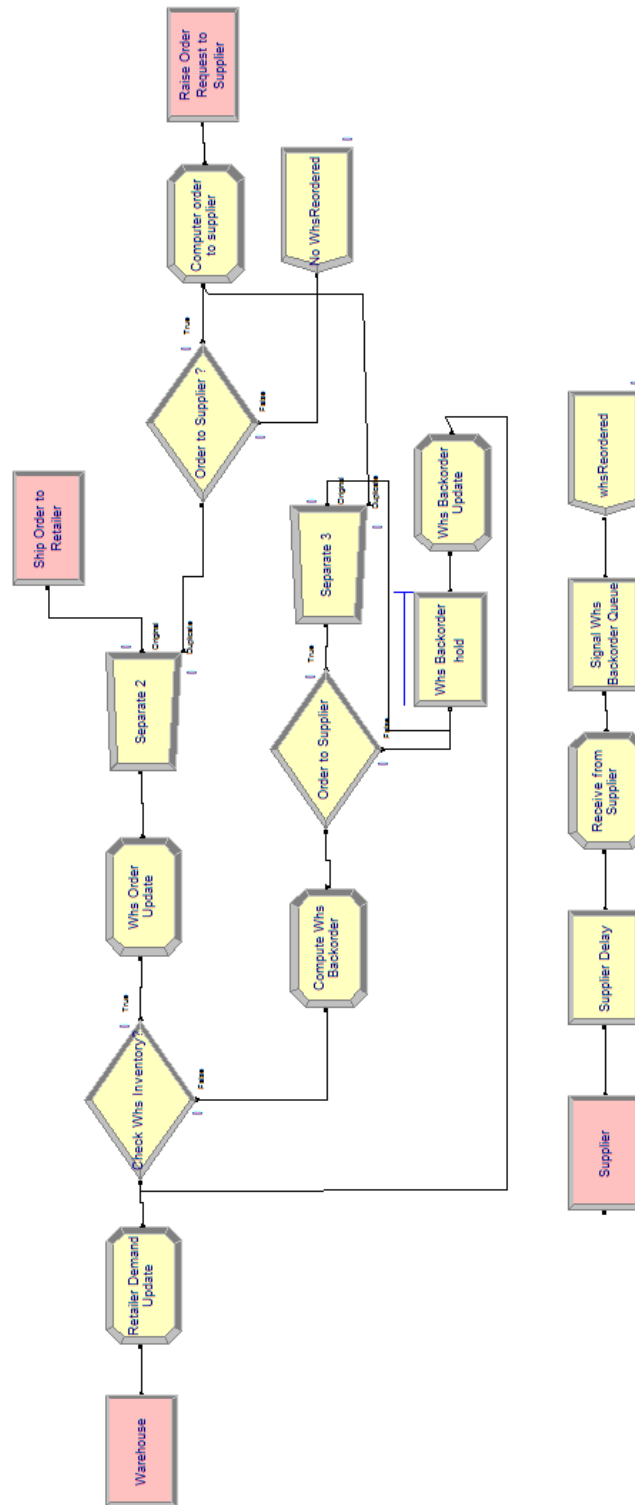 Warehouse
Retailer Demand
Update
Check Whs Inventory?
True
False
Whs Order
Update
Separate 2
Original
Duplicate
Ship Order to
Retailer
Order to Supplier ?
True
False
Computer order
to supplier
Raise Order
Request to
Supplier
No WhsReordered
Compute Whs
Backorder
Order to Supplier
True
False
Separate 3
Original
Duplicate
Whs Backorder
hold
Whs Backorder
Update
Supplier
Supplier Delay
Receive from
Supplier
Signal Whs
Backorder Queue
whsReordered